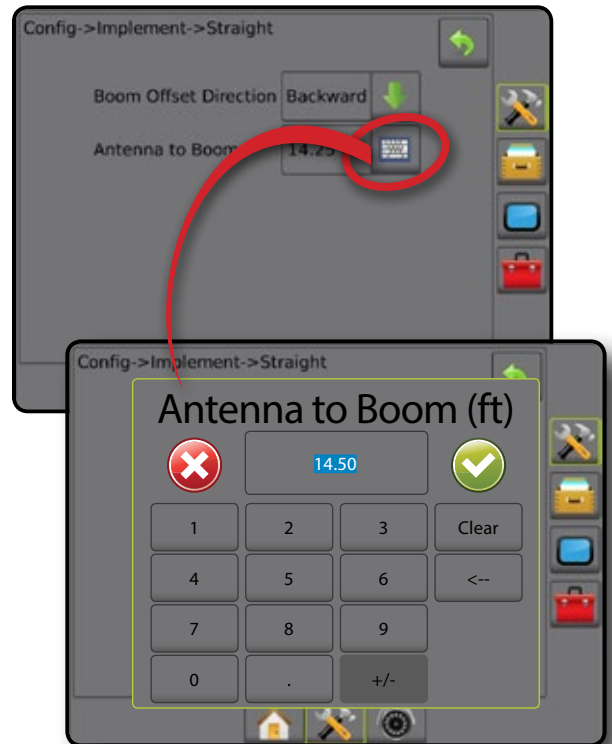 Config->Implement->Straight
Boom Offset Direction Backward
Antenna to Boom 14.25
Config->Implement->Straight
Antenna to Boom (ft)
14.50
1 2 3 Clear
4 5 6 <--
7 8 9
0 . +/-